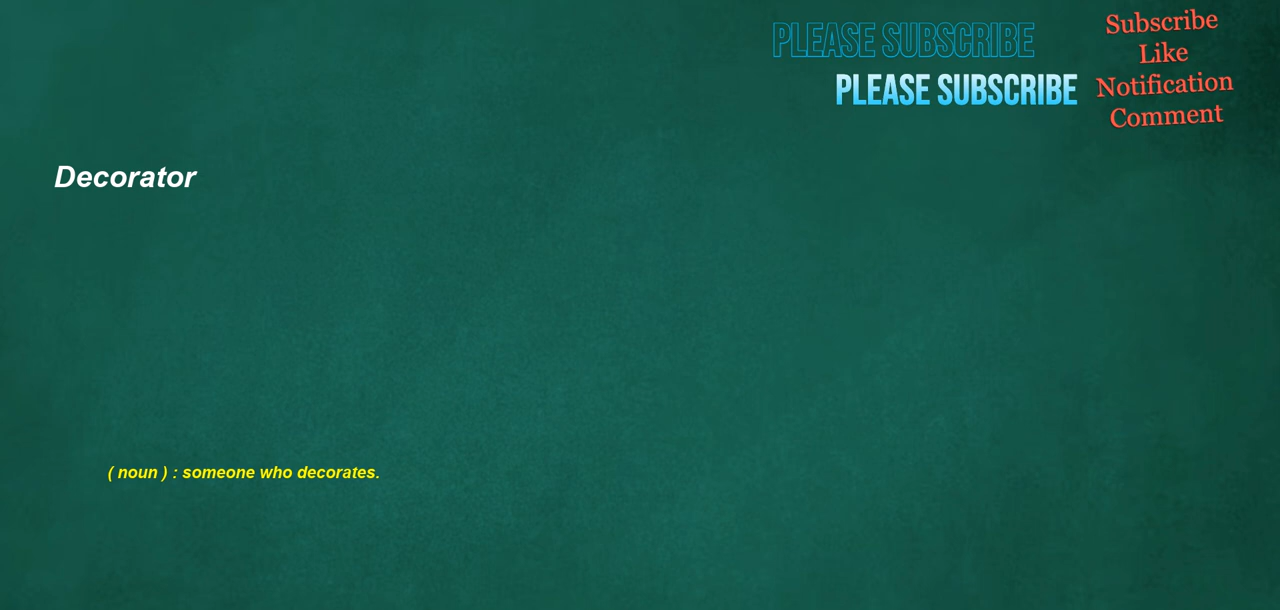 PLEASE SUBSCRIBE
PLEASE SUBSCRIBE
Subscribe
Like
Notification
Comment
Decorator
( noun ) : someone who decorates.